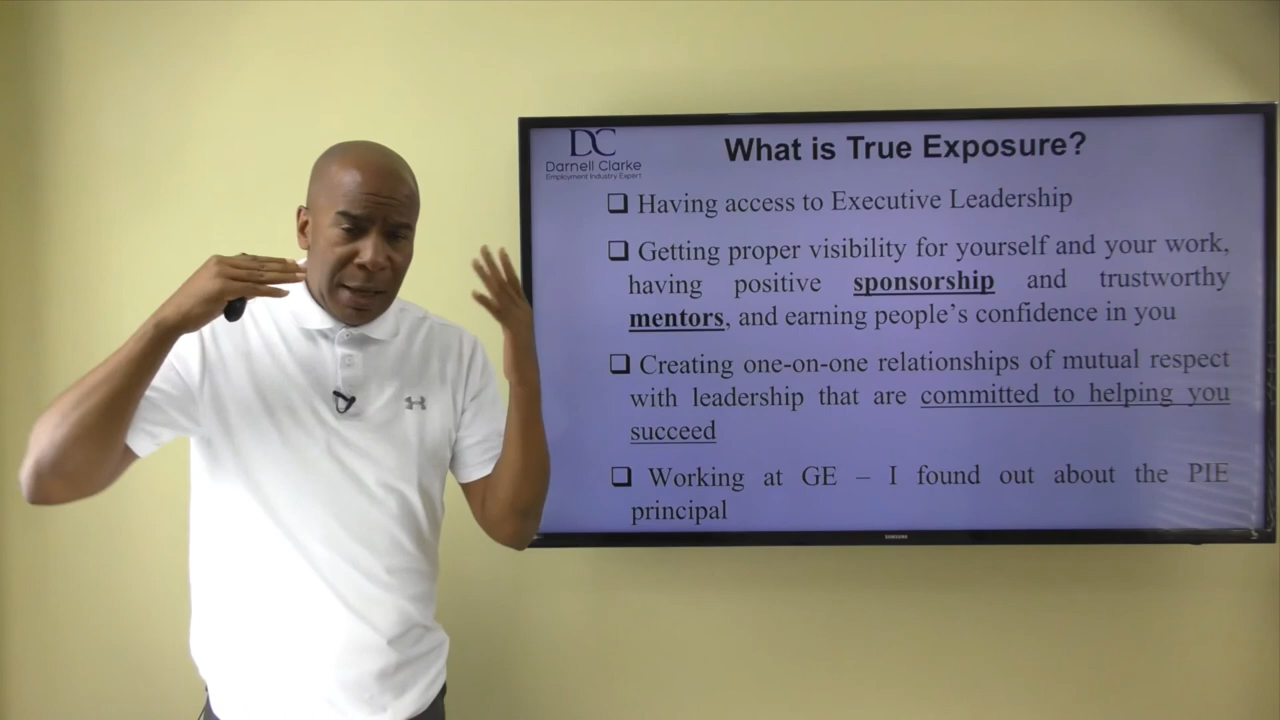 DC
Darnell Clarke
Employment Industry Expert
What is True Exposure?
❑ Having access to Executive Leadership
❑ Getting proper visibility for yourself and your work,
having positive sponsorship and trustworthy
mentors, and earning people's confidence in you
❑ Creating one-on-one relationships of mutual respect
with leadership that are committed to helping you
succeed
❑ Working at GE – I found out about the PIE
principal
SAMSUNG